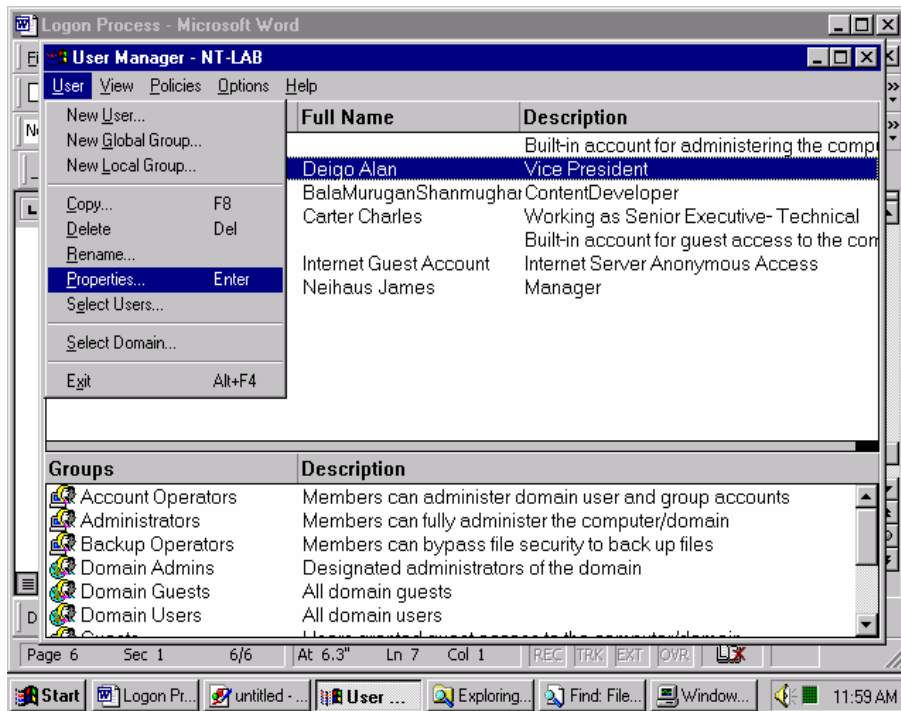 Logon Process - Microsoft Word
User Manager - NT-LAB
User View Policies Options Help
New User...
New Global Group...
New Local Group...
Copy... F8
Delete Del
Rename...
Properties... Enter
Select Users...
Select Domain...
Exit Alt+F4
Full Name Description
Built-in account for administering the compu
Deigo Alan Vice President
BalaMuruganShanmughar ContentDeveloper
Carter Charles Working as Senior Executive- Technical
Built-in account for guest access to the com
Internet Guest Account Internet Server Anonymous Access
Neihaus James Manager
Groups Description
Account Operators Members can administer domain user and group accounts
Administrators Members can fully administer the computer/domain
Backup Operators Members can bypass file security to back up files
Domain Admins Designated administrators of the domain
Domain Guests All domain guests
Domain Users All domain users
Page 6 Sec 1 6/6 At 6.3" Ln 7 Col 1 REC TRK EXT OVR
Start Logon Pr... untitled - ... User ... Exploring... Find: File... Window... 11:59 AM